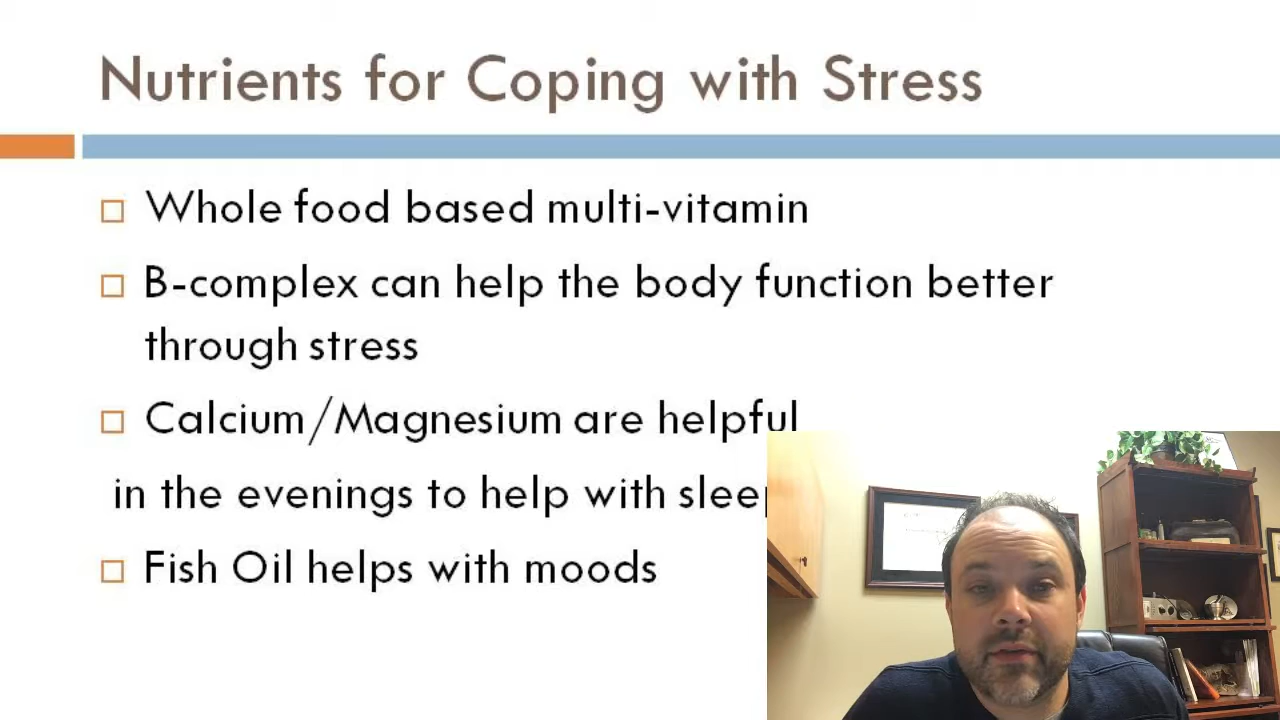 Nutrients for Coping with Stress
Whole food based multi-vitamin
B-complex can help the body function better
through stress
Calcium/Magnesium are helpful
in the evenings to help with sleep
Fish Oil helps with moods